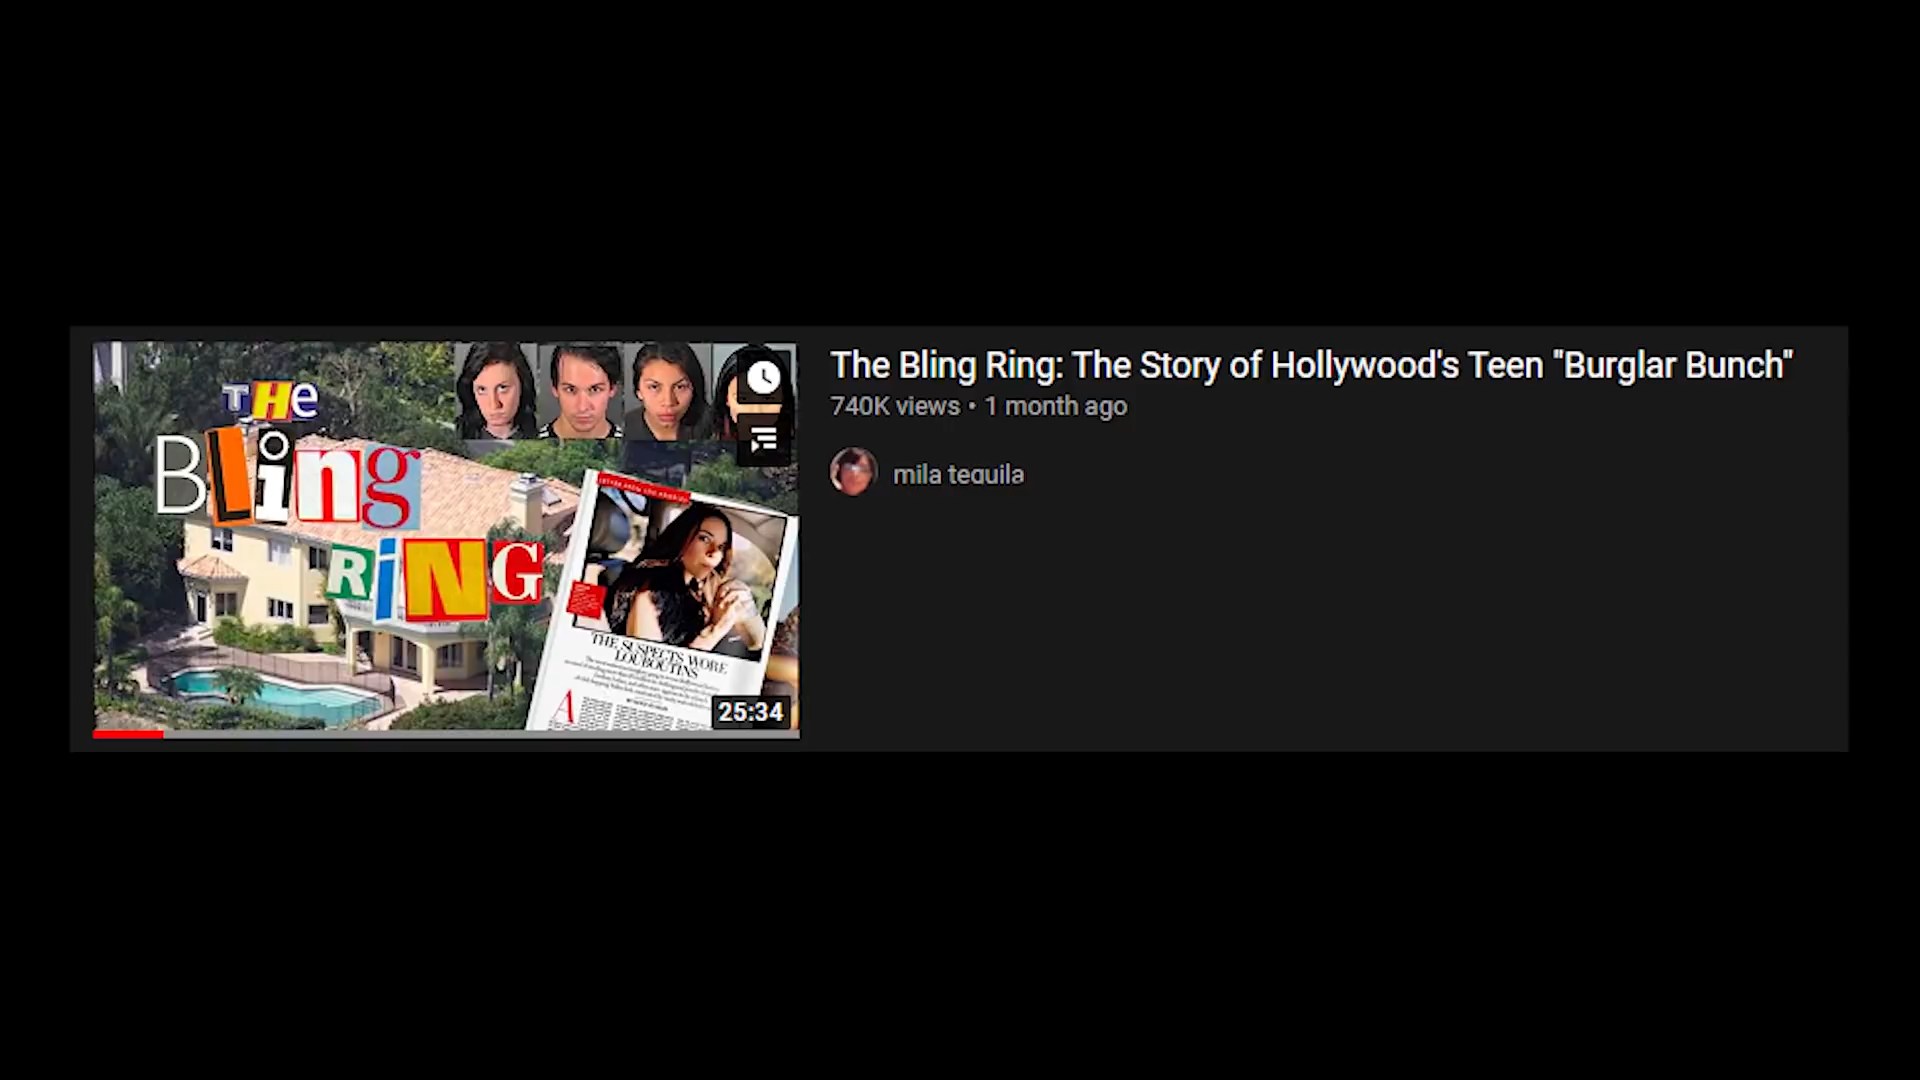 THe
BLing
RiNG
THE SUSPECTS WORE
LOUBOUTINS
A
25:34
The Bling Ring: The Story of Hollywood's Teen "Burglar Bunch"
740K views • 1 month ago
mila tequila